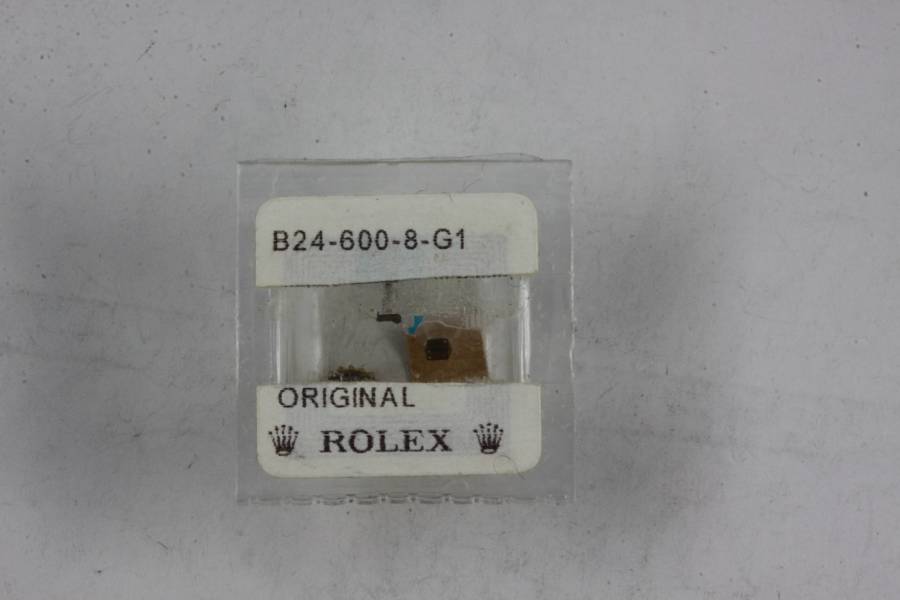 B24-600-8-G1
ORIGINAL
ROLEX